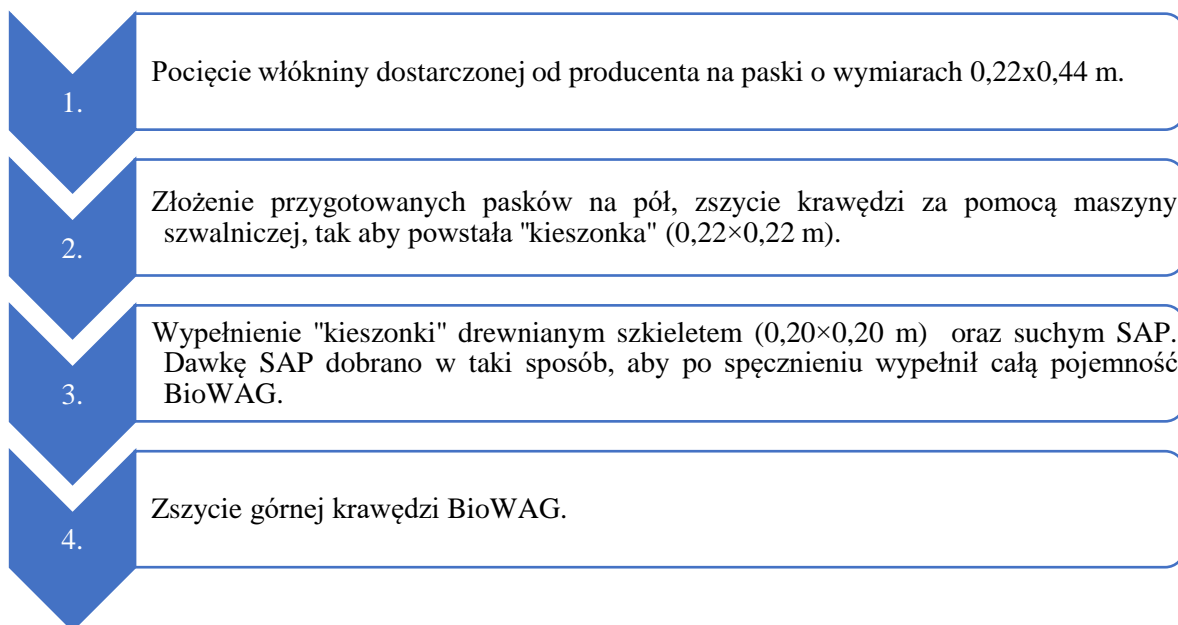 1.
Pocięcie włókniny dostarczonej od producenta na paski o wymiarach 0,22x0,44 m.
2.
Złożenie przygotowanych pasków na pół, zszycie krawędzi za pomocą maszyny
szwalniczej, tak aby powstała "kieszonka" (0,22×0,22 m).
3.
Wypełnienie "kieszonki" drewnianym szkieletem (0,20×0,20 m) oraz suchym SAP.
Dawkę SAP dobrano w taki sposób, aby po spęcznieniu wypełnił całą pojemność
BioWAG.
4.
Zszycie górnej krawędzi BioWAG.